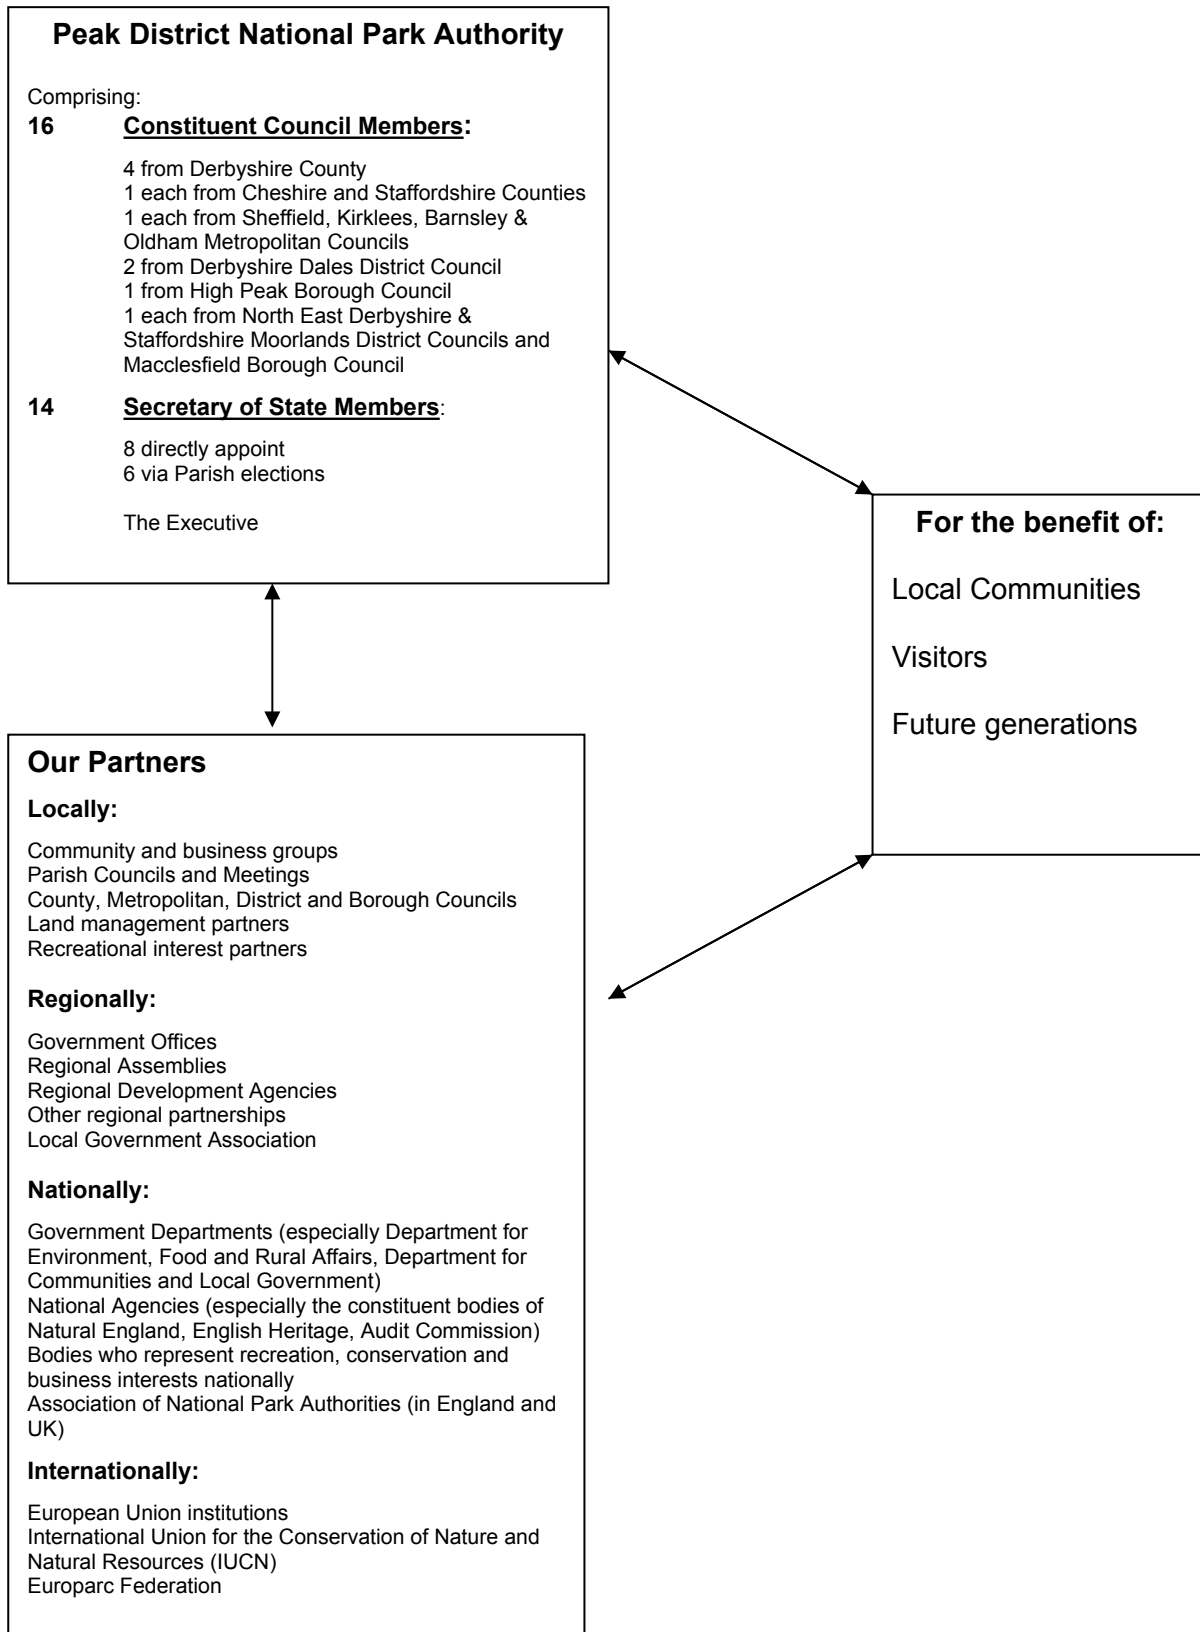 Peak District National Park Authority
Comprising:
16 Constituent Council Members:
4 from Derbyshire County
1 each from Cheshire and Staffordshire Counties
1 each from Sheffield, Kirklees, Barnsley &
Oldham Metropolitan Councils
2 from Derbyshire Dales District Council
1 from High Peak Borough Council
1 each from North East Derbyshire &
Staffordshire Moorlands District Councils and
Macclesfield Borough Council
14 Secretary of State Members:
8 directly appoint
6 via Parish elections
The Executive
For the benefit of:
Local Communities
Visitors
Future generations
Our Partners
Locally:
Community and business groups
Parish Councils and Meetings
County, Metropolitan, District and Borough Councils
Land management partners
Recreational interest partners
Regionally:
Government Offices
Regional Assemblies
Regional Development Agencies
Other regional partnerships
Local Government Association
Nationally:
Government Departments (especially Department for
Environment, Food and Rural Affairs, Department for
Communities and Local Government)
National Agencies (especially the constituent bodies of
Natural England, English Heritage, Audit Commission)
Bodies who represent recreation, conservation and
business interests nationally
Association of National Park Authorities (in England and
UK)
Internationally:
European Union institutions
International Union for the Conservation of Nature and
Natural Resources (IUCN)
Europarc Federation